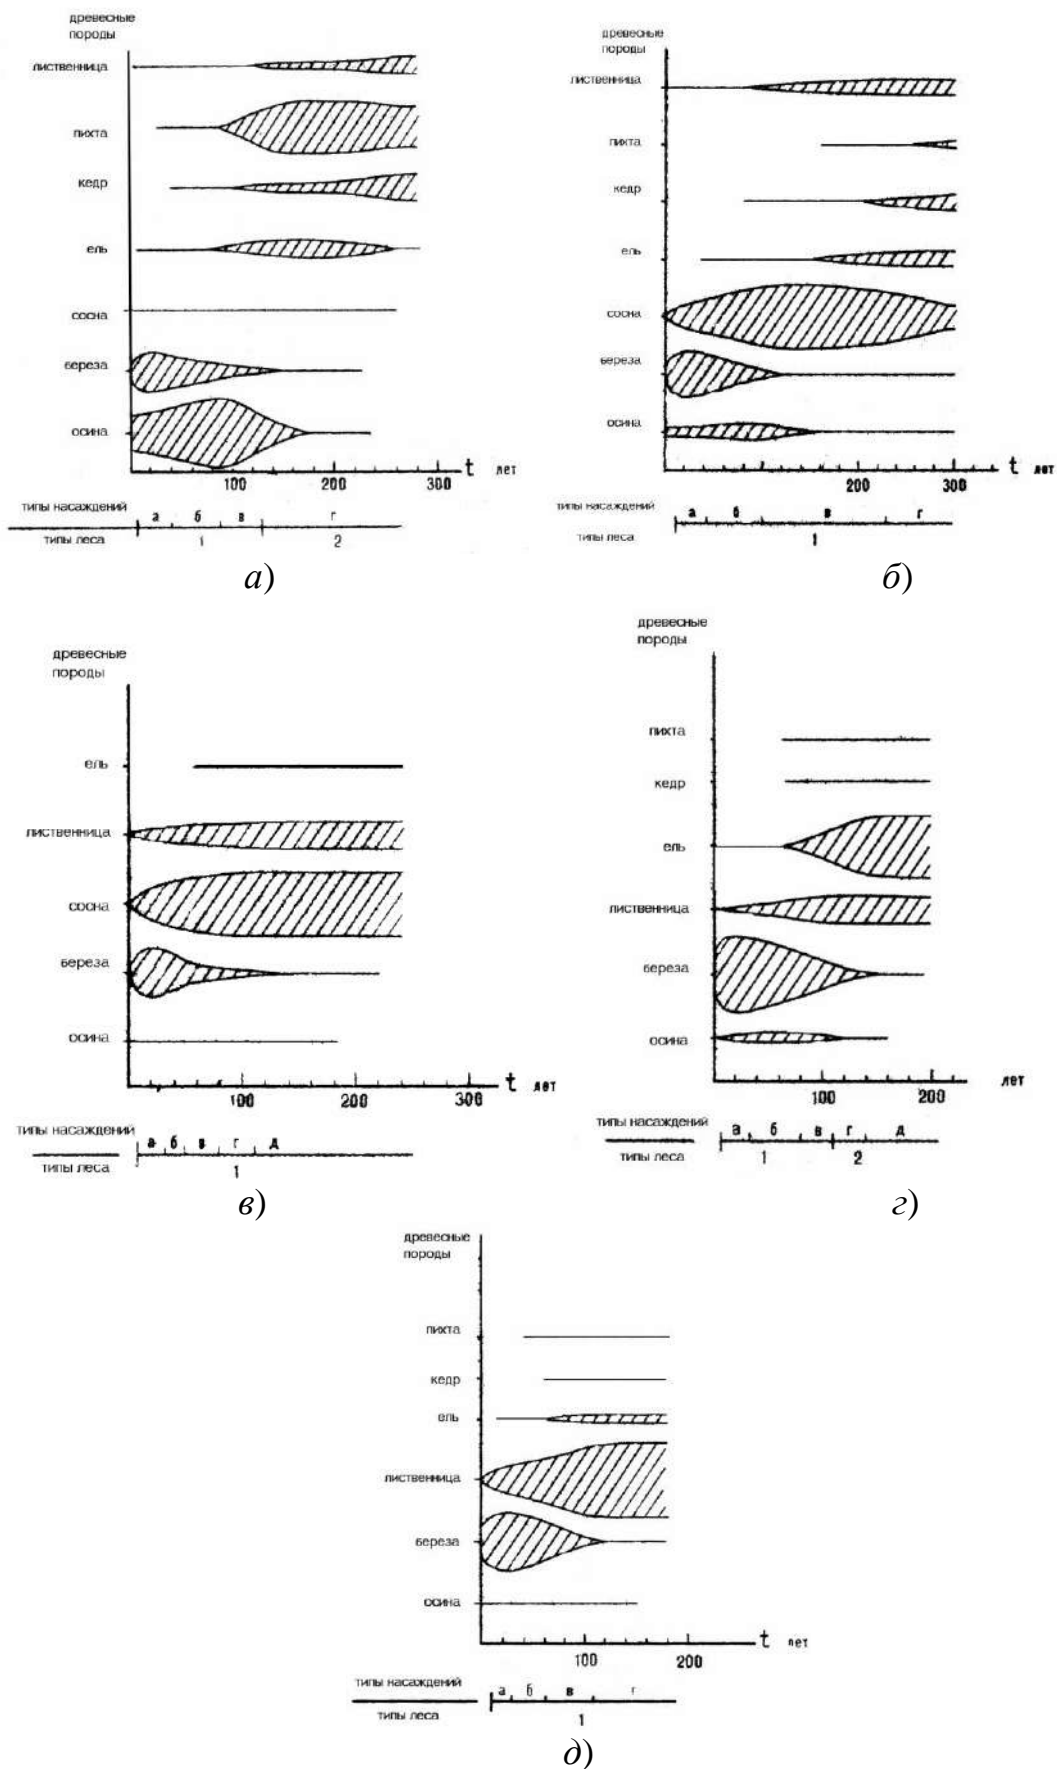 древесные
породы
лиственница
пихта
кедр
ель
сосна
береза
осина
100 200 300 t лет
типы насаждений а б в г
типы леса 1 2
а)
древесные
породы
лиственница
пихта
кедр
ель
сосна
береза
осина
200 300 t лет
типы насаждений а б в г
типы леса 1
б)
древесные
породы
ель
лиственница
сосна
береза
осина
100 200 300 t лет
типы насаждений а б в г д
типы леса 1
в)
древесные
породы
пихта
кедр
ель
лиственница
береза
осина
100 200 лет
типы насаждений а б в г д
типы леса 1 2
г)
древесные
породы
пихта
кедр
ель
лиственница
береза
осина
100 200 t лет
типы насаждений а б в г
типы леса 1
д)